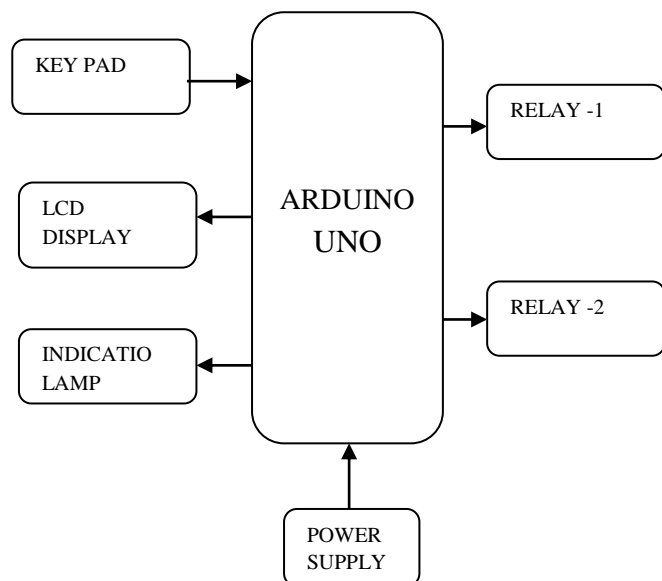 KEY PAD
LCD
DISPLAY
INDICATIO
LAMP
ARDUINO
UNO
RELAY -1
RELAY -2
POWER
SUPPLY